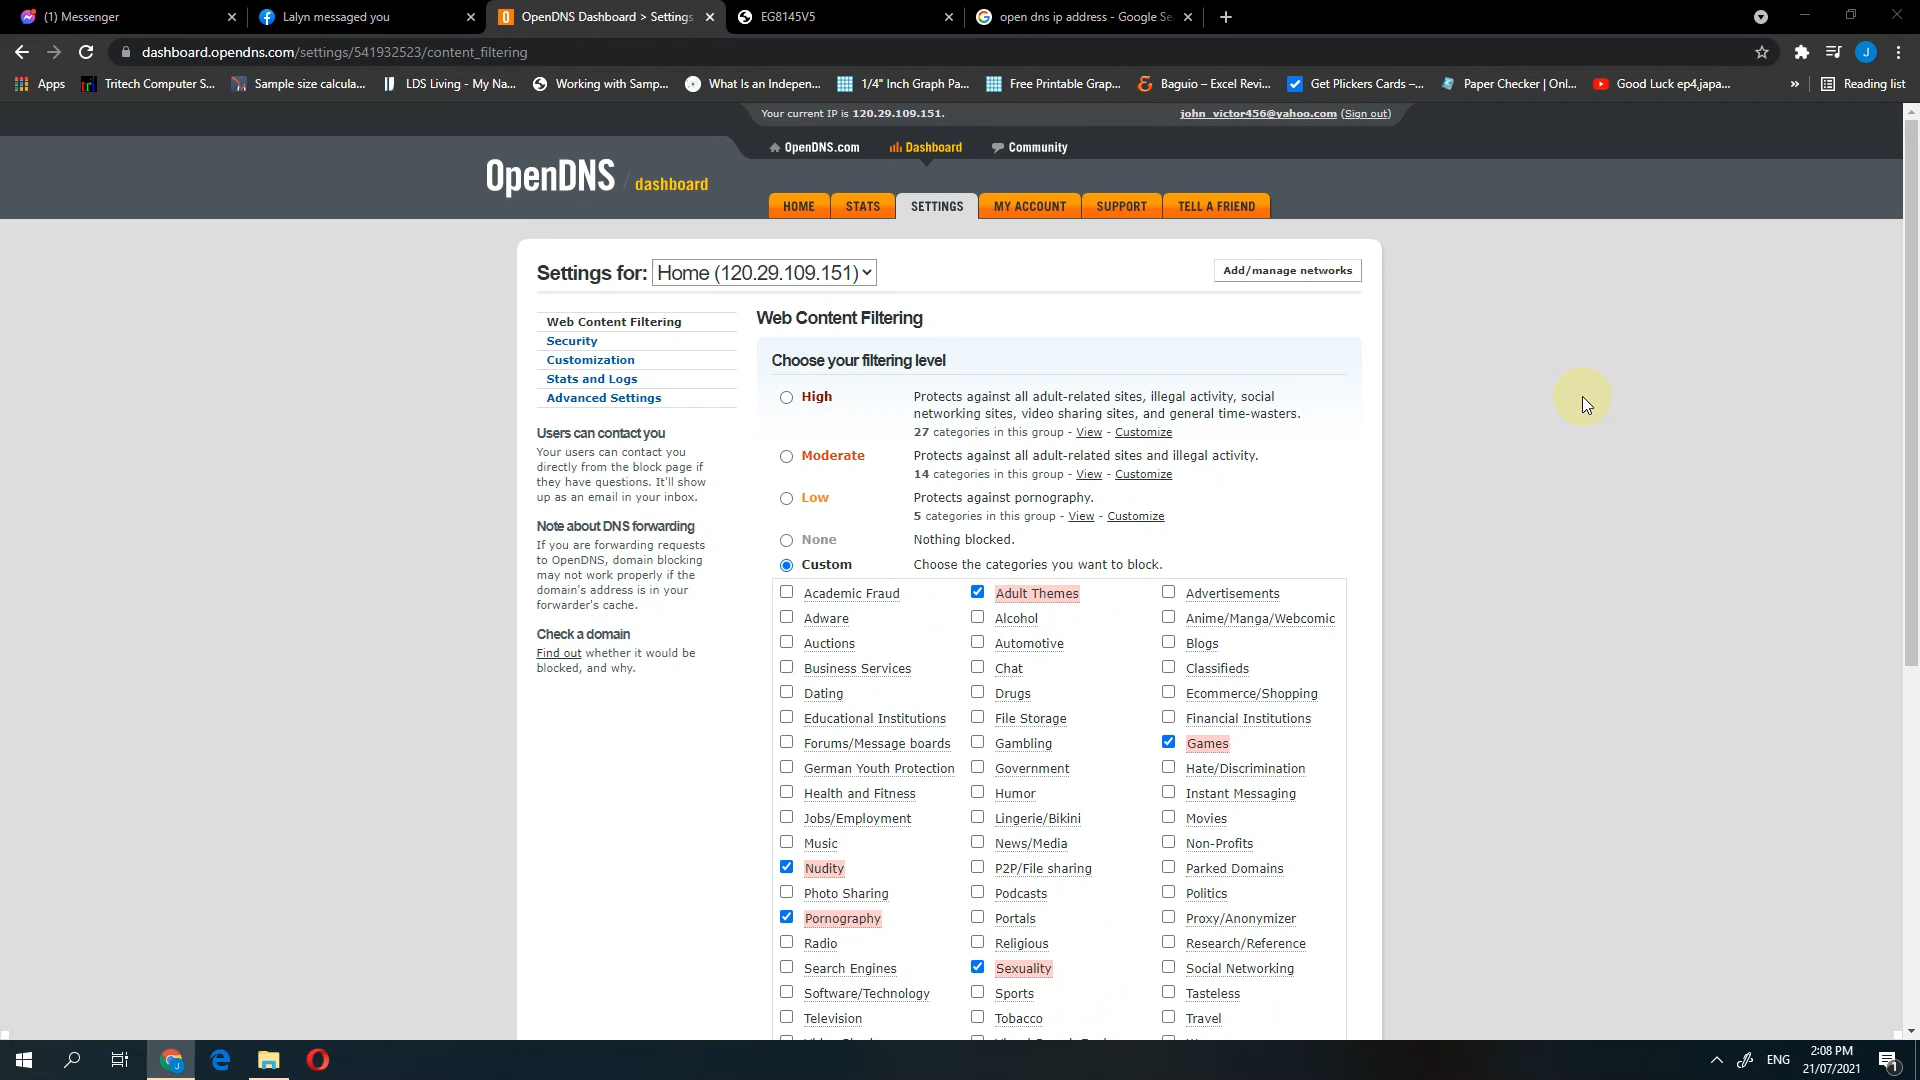 (1) Messenger
Lalyn messaged you
OpenDNS Dashboard > Settings
EG8145V5
open dns ip address - Google Se
dashboard.opendns.com/settings/541932523/content_filtering
J
Apps
Tritech Computer S...
Sample size calcula...
LDS Living - My Na...
Working with Samp...
What Is an Indepen...
1/4" Inch Graph Pa...
Free Printable Grap...
Baguio – Excel Revi...
Get Plickers Cards –...
Paper Checker | Onl...
Good Luck ep4,japa...
»
Reading list
Your current IP is 120.29.109.151.
john_victor456@yahoo.com (Sign out)
OpenDNS.com
Dashboard
Community
OpenDNS / dashboard
HOME
STATS
SETTINGS
MY ACCOUNT
SUPPORT
TELL A FRIEND
Settings for: Home (120.29.109.151)
Add/manage networks
Web Content Filtering
Security
Customization
Stats and Logs
Advanced Settings
Users can contact you
Your users can contact you
directly from the block page if
they have questions. It'll show
up as an email in your inbox.
Note about DNS forwarding
If you are forwarding requests
to OpenDNS, domain blocking
may not work properly if the
domain's address is in your
forwarder's cache.
Check a domain
Find out whether it would be
blocked, and why.
Web Content Filtering
Choose your filtering level
High
Protects against all adult-related sites, illegal activity, social
networking sites, video sharing sites, and general time-wasters.
27 categories in this group - View - Customize
Moderate
Protects against all adult-related sites and illegal activity.
14 categories in this group - View - Customize
Low
Protects against pornography.
5 categories in this group - View - Customize
None
Nothing blocked.
Custom
Choose the categories you want to block.
Academic Fraud Adult Themes Advertisements
Adware Alcohol Anime/Manga/Webcomic
Auctions Automotive Blogs
Business Services Chat Classifieds
Dating Drugs Ecommerce/Shopping
Educational Institutions File Storage Financial Institutions
Forums/Message boards Gambling Games
German Youth Protection Government Hate/Discrimination
Health and Fitness Humor Instant Messaging
Jobs/Employment Lingerie/Bikini Movies
Music News/Media Non-Profits
Nudity P2P/File sharing Parked Domains
Photo Sharing Podcasts Politics
Pornography Portals Proxy/Anonymizer
Radio Religious Research/Reference
Search Engines Sexuality Social Networking
Software/Technology Sports Tasteless
Television Tobacco Travel
J
ENG
2:08 PM
21/07/2021
1